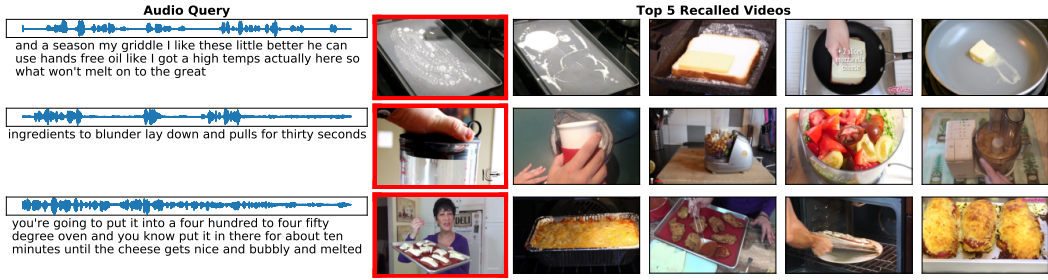 Audio Query
Top 5 Recalled Videos
and a season my griddle I like these little better he can
use hands free oil like I got a high temps actually here so
what won't melt on to the great
ingredients to blunder lay down and pulls for thirty seconds
you're going to put it into a four hundred to four fifty
degree oven and you know put it in there for about ten
minutes until the cheese gets nice and bubbly and melted
DELI